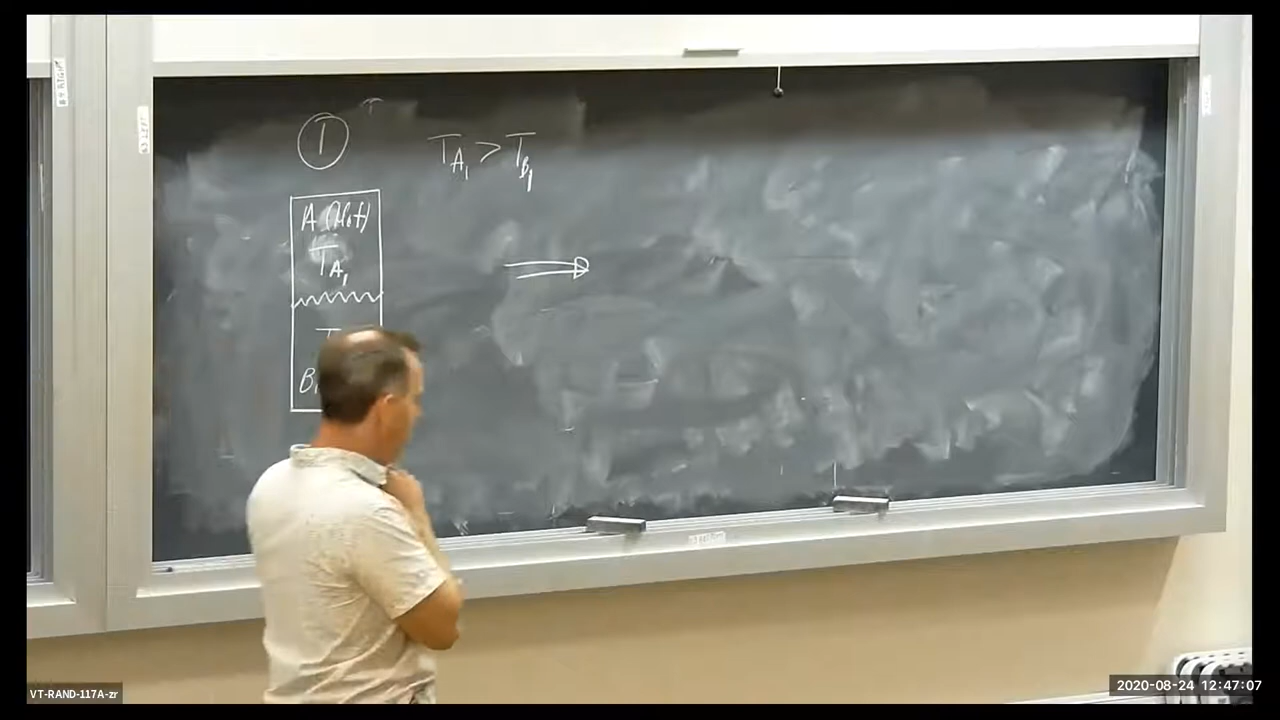 1
T_A₁ > T_B₁
A (Hot)
T_A₁
T
B
VT-RAND-117A-zr
2020-08-24 12:47:07